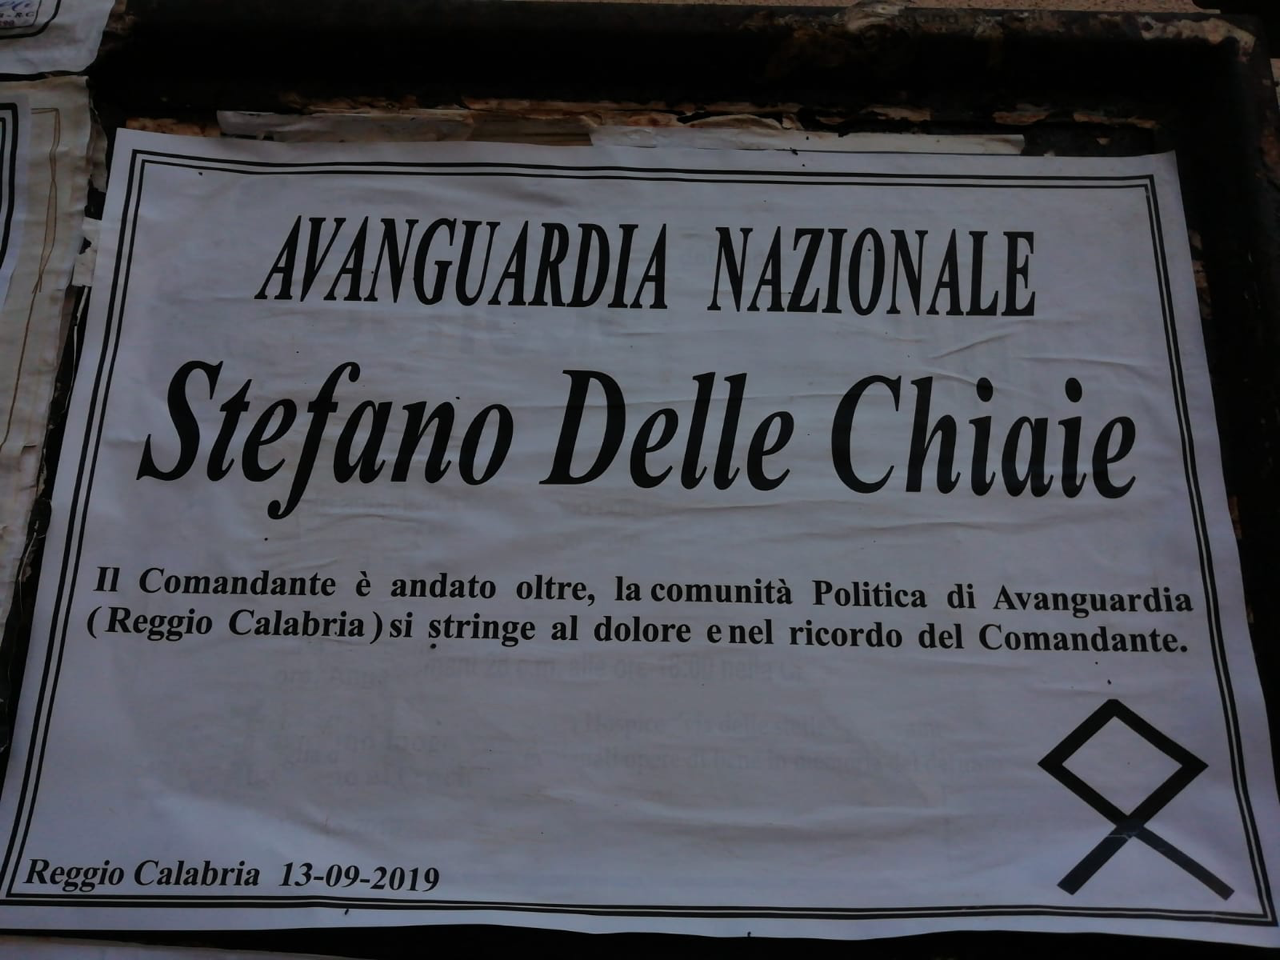 AVANGUARDIA NAZIONALE
Stefano Delle Chiaie
Il Comandante è andato oltre, la comunità Politica di Avanguardia
(Reggio Calabria) si stringe al dolore e nel ricordo del Comandante.
Reggio Calabria 13-09-2019